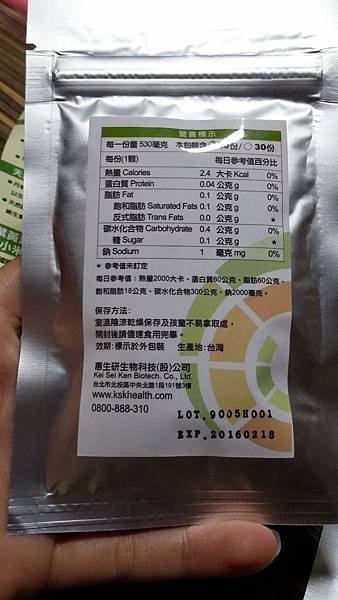 營養標示
每一份量 530毫克 本包裝含 0份/○ 30份
每份(1顆) 每日參考值百分比
熱量 Calories 2.4 大卡 Kcal 0%
蛋白質 Protein 0.04 公克 g 0%
脂肪 Fat 0.1 公克 g 0%
飽和脂肪 Saturated Fats 0.1 公克 g 0%
反式脂肪 Trans Fats 0.0 公克 g *
碳水化合物 Carbohydrate 0.4 公克 g 0%
糖 Sugar 0.1 公克 g *
鈉 Sodium 1 毫克 mg 0%
* 參考值未訂定
每日參考值：熱量2000大卡、蛋白質60公克、脂肪60公克、
飽和脂肪18公克、碳水化合物300公克、鈉2000毫克。
保存方法：
室溫陰涼乾燥保存及孩童不易拿取處，
開封後請儘速食用完畢。
效期：標示於外包裝 生產地：台灣
惠生研生物科技(股)公司
Kei Sei Ken Biotech. Co., Ltd.
台北市北投區中央北路1段191號3樓
www.kskhealth.com
0800-888-310
LOT.9005H001
EXP.20160218